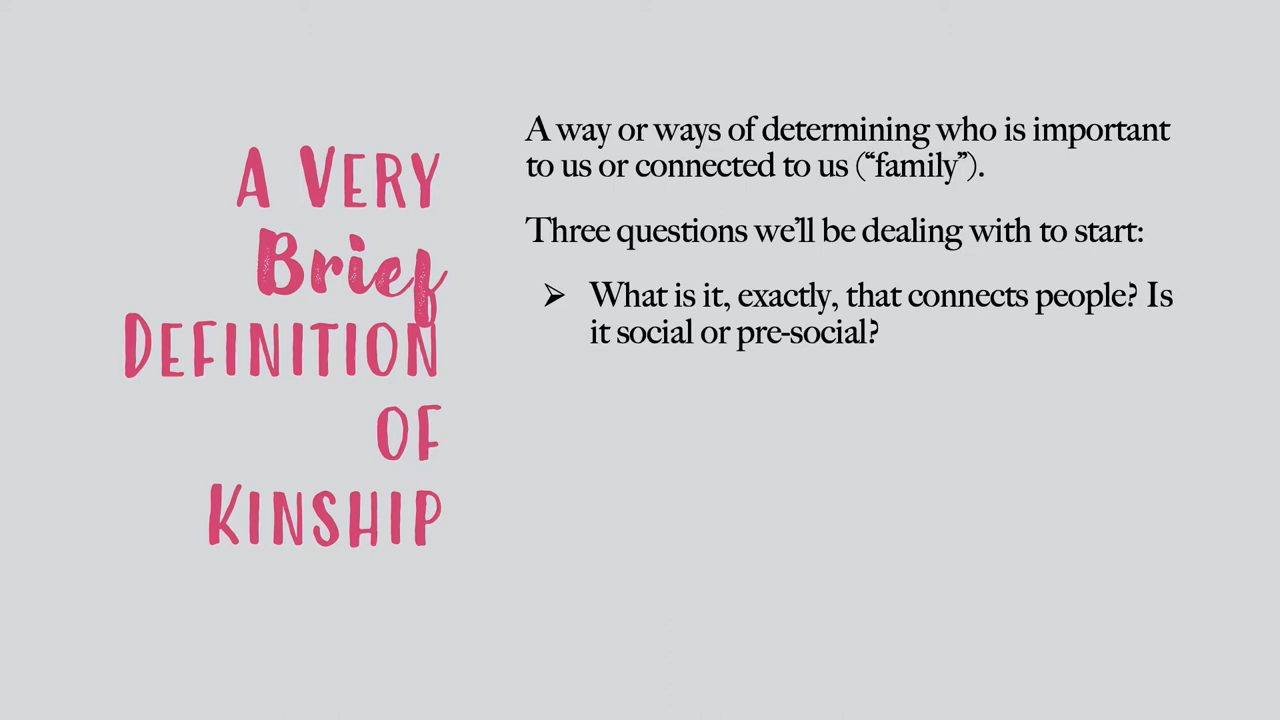 A VERY
Brief
DEFINITION
OF
KINSHIP
A way or ways of determining who is important
to us or connected to us (“family”).
Three questions we’ll be dealing with to start:
➢ What is it, exactly, that connects people? Is
it social or pre-social?